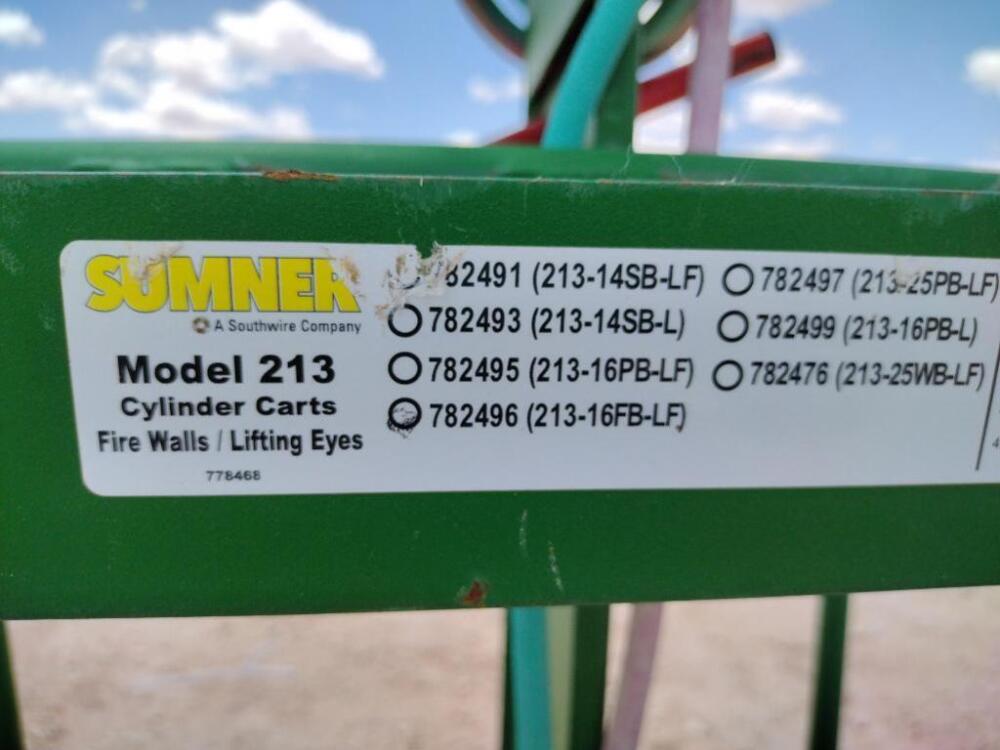 SUMNER
A Southwire Company
Model 213
Cylinder Carts
Fire Walls / Lifting Eyes
778468
782491 (213-14SB-LF)
782493 (213-14SB-L)
782495 (213-16PB-LF)
782496 (213-16FB-LF)
782497 (213-25PB-LF)
782499 (213-16PB-L)
782476 (213-25WB-LF)